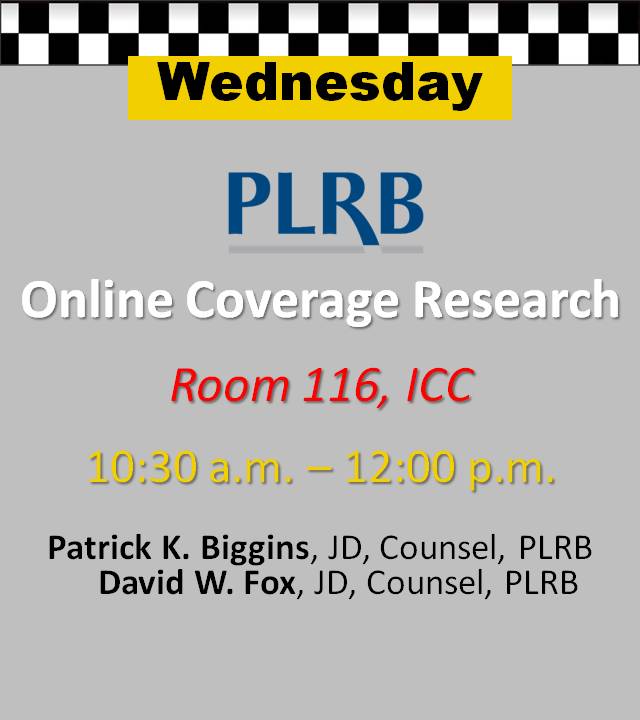 Wednesday
PLRB
Online Coverage Research
Room 116, ICC
10:30 a.m. – 12:00 p.m.
Patrick K. Biggins, JD, Counsel, PLRB
David W. Fox, JD, Counsel, PLRB